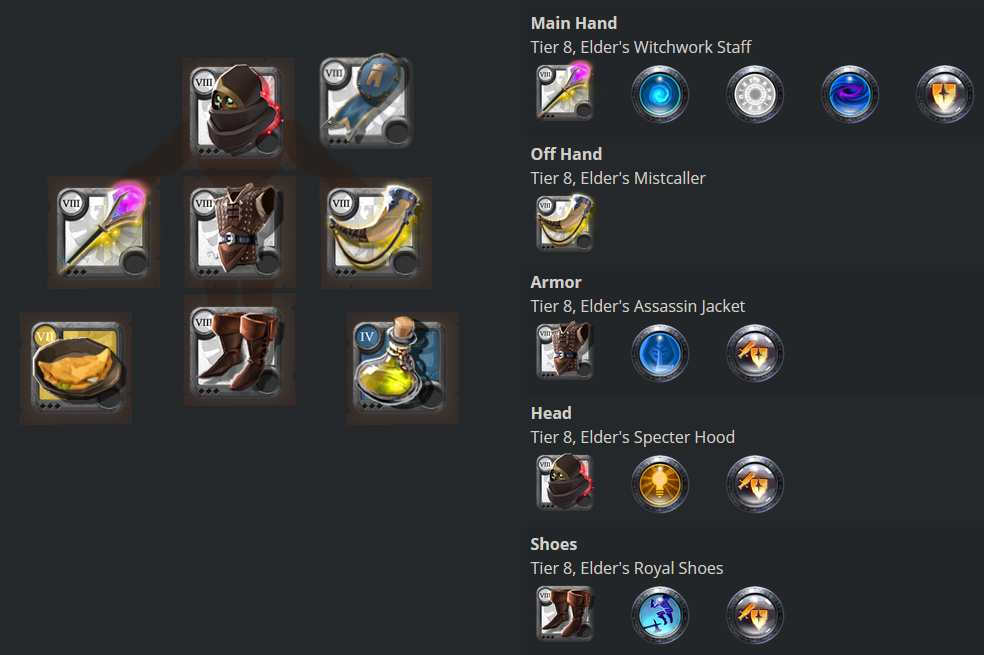 VIII
VIII
VIII
VIII
VIII
VII
VIII
IV
Main Hand
Tier 8, Elder's Witchwork Staff
VIII
Off Hand
Tier 8, Elder's Mistcaller
VIII
Armor
Tier 8, Elder's Assassin Jacket
VIII
Head
Tier 8, Elder's Specter Hood
VIII
Shoes
Tier 8, Elder's Royal Shoes
VIII